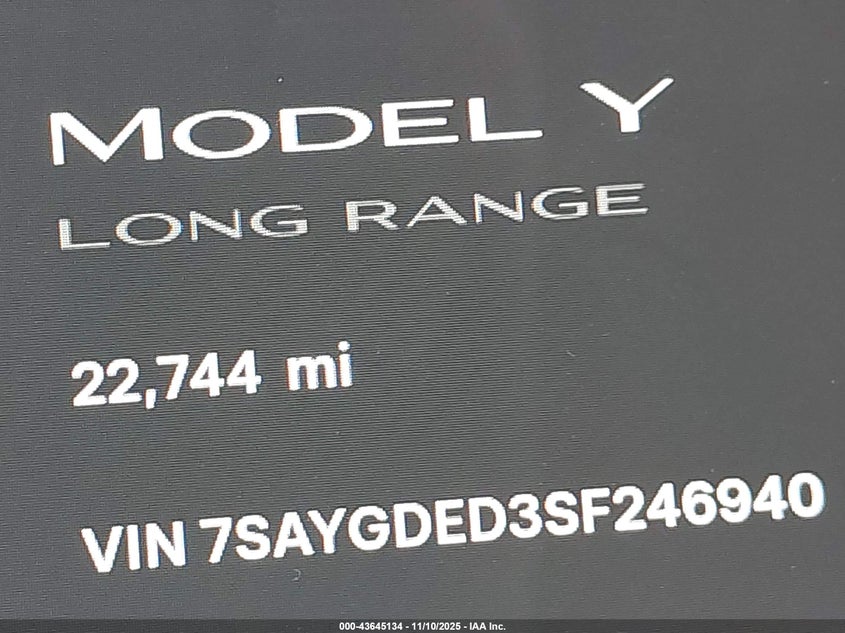 MODEL Y
LONG RANGE
22,744 mi
VIN 7SAYGDED3SF246940
000-43645134 - 11/10/2025 - IAA Inc.